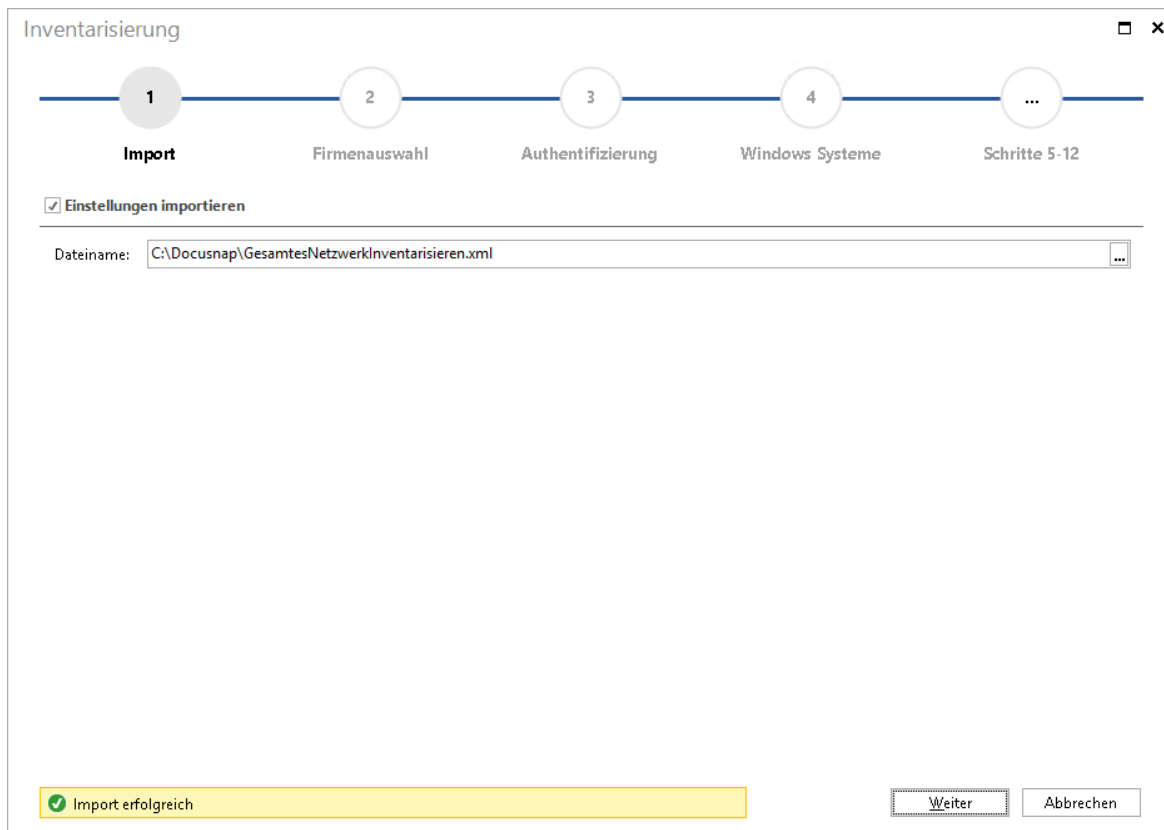 Inventarisierung
1 2 3 4 ...
Import Firmenauswahl Authentifizierung Windows Systeme Schritte 5-12
Einstellungen importieren
Dateiname: C:\Docusnap\GesamtesNetzwerkInventarisieren.xml ...
Import erfolgreich Weiter Abbrechen